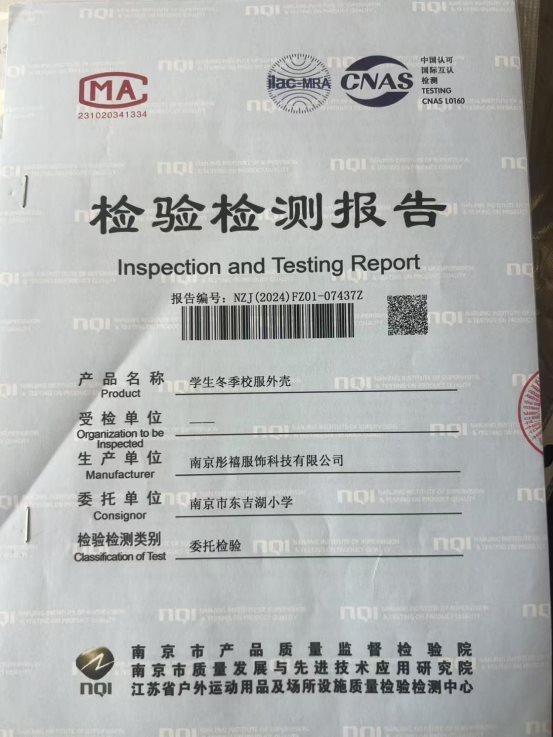 中国认可
国际互认
检测
TESTING
CNAS L0160
MA
ilac-MRA
CNAS
231020341334
检验检测报告
Inspection and Testing Report
报告编号：NZJ(2024)FZ01-07437Z
产品名称 学生冬季校服外壳
Product
受检单位 ——
Organization to be
Inspected
生产单位 南京彤禧服饰科技有限公司
Manufacturer
委托单位 南京市东吉湖小学
Consignor
检验检测类别 委托检验
Classification of Test
南京市产品质量监督检验院
南京市质量发展与先进技术应用研究院
江苏省户外运动用品及场所设施质量检验检测中心
NQI